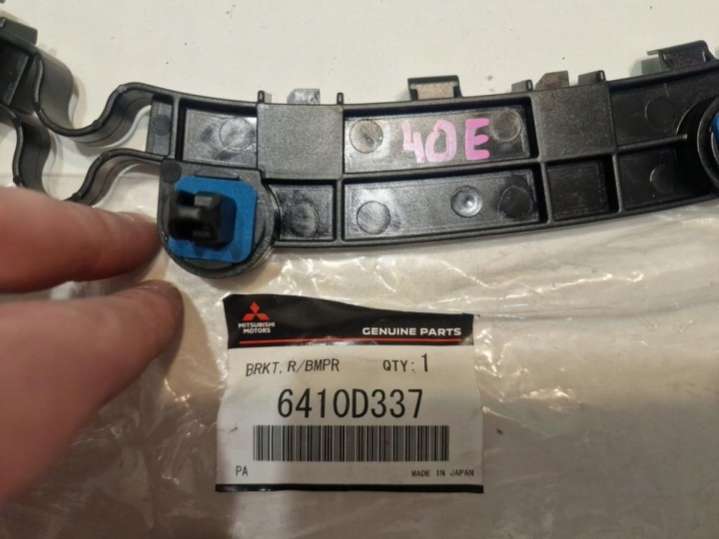 40E
MITSUBISHI
MOTORS
GENUINE PARTS
BRKT, R/BMPR QTY: 1
6410D337
PA MADE IN JAPAN